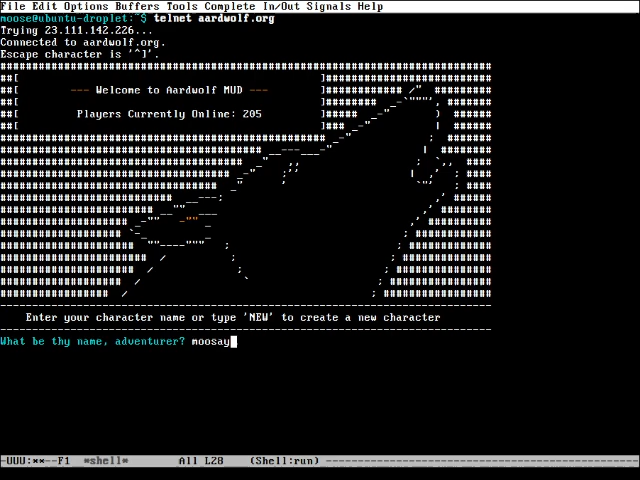 File Edit Options Buffers Tools Complete In/Out Signals Help
moose@ubuntu-droplet:~$ telnet aardwolf.org
Trying 23.111.142.226...
Connected to aardwolf.org.
Escape character is '^]'.
--- Welcome to Aardwolf MUD ---
Players Currently Online: 205
Enter your character name or type 'NEW' to create a new character
What be thy name, adventurer? moosay
-UUU:**--F1 *shell* All L28 (Shell:run)